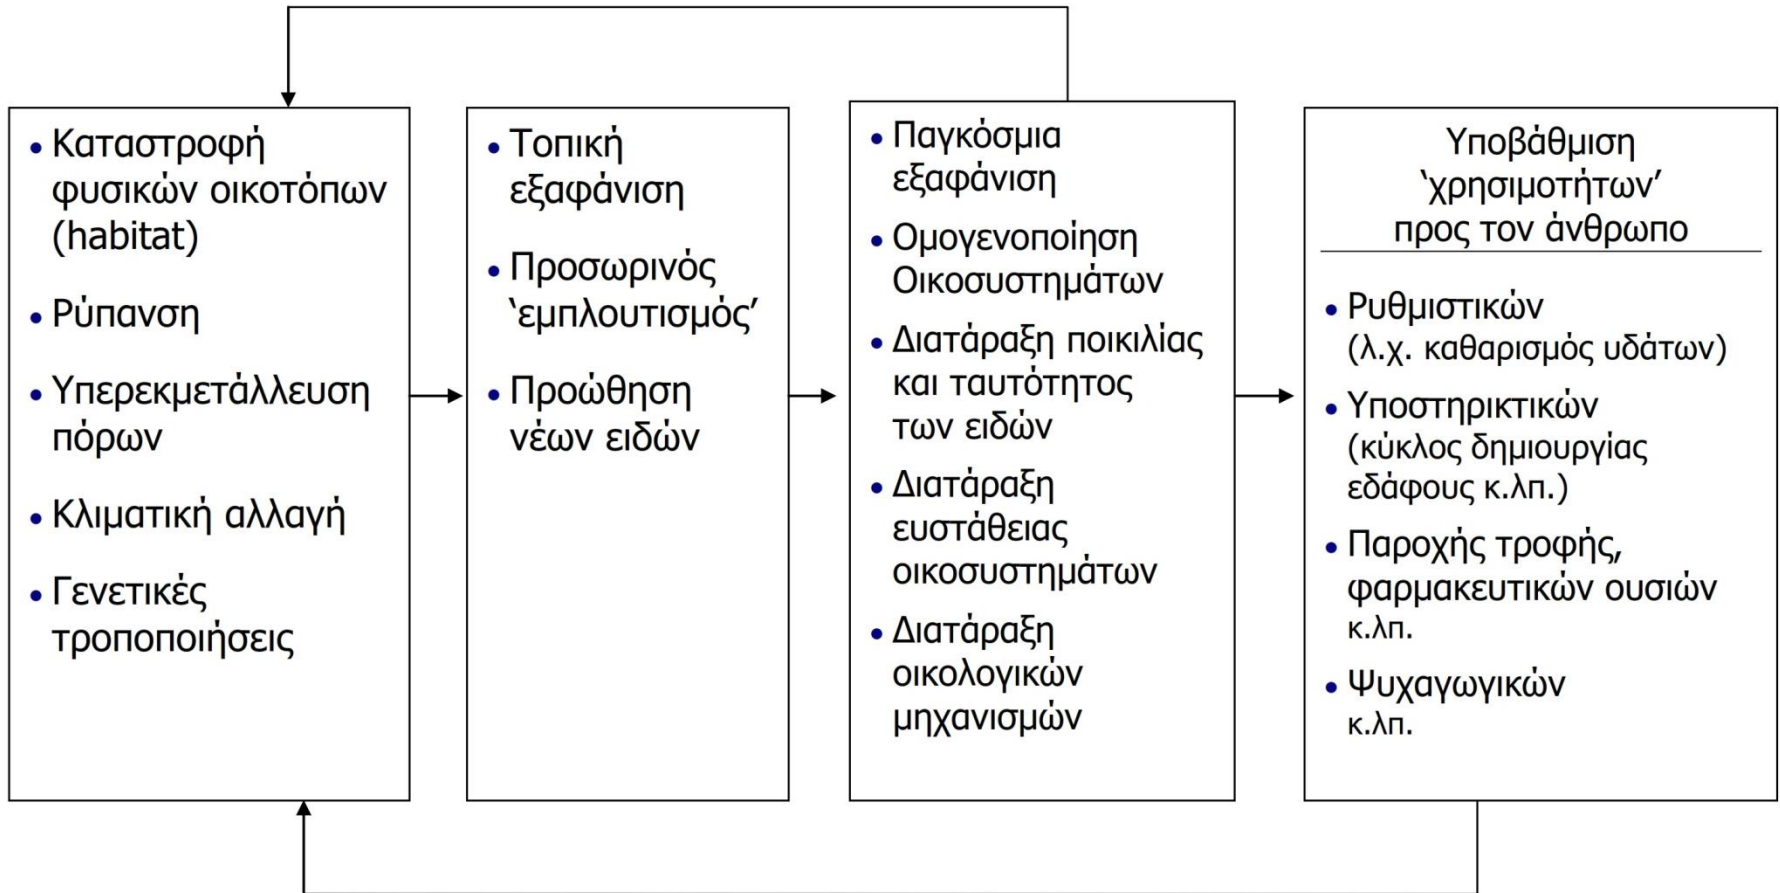 • Καταστροφή
φυσικών οικοτόπων
(habitat)
• Ρύπανση
• Υπερεκμετάλλευση
πόρων
• Κλιματική αλλαγή
• Γενετικές
τροποποιήσεις
• Τοπική
εξαφάνιση
• Προσωρινός
‘εμπλουτισμός’
• Προώθηση
νέων ειδών
• Παγκόσμια
εξαφάνιση
• Ομογενοποίηση
Οικοσυστημάτων
• Διατάραξη ποικιλίας
και ταυτότητος
των ειδών
• Διατάραξη
ευστάθειας
οικοσυστημάτων
• Διατάραξη
οικολογικών
μηχανισμών
Υποβάθμιση
‘χρησιμοτήτων’
προς τον άνθρωπο
• Ρυθμιστικών
(λ.χ. καθαρισμός υδάτων)
• Υποστηρικτικών
(κύκλος δημιουργίας
εδάφους κ.λπ.)
• Παροχής τροφής,
φαρμακευτικών ουσιών
κ.λπ.
• Ψυχαγωγικών
κ.λπ.